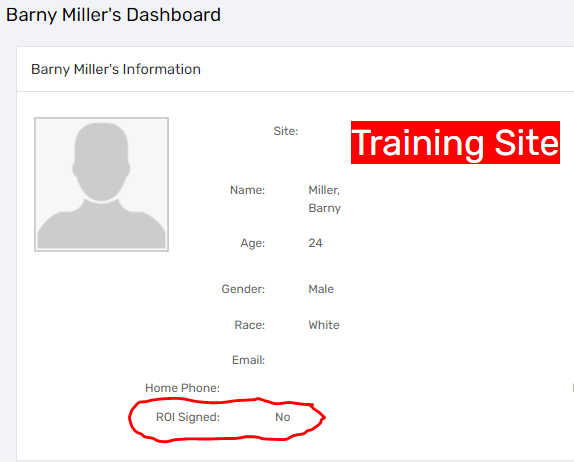 Barny Miller's Dashboard
Barny Miller's Information
Site: Training Site
Name: Miller,
Barny
Age: 24
Gender: Male
Race: White
Email:
Home Phone:
ROI Signed: No